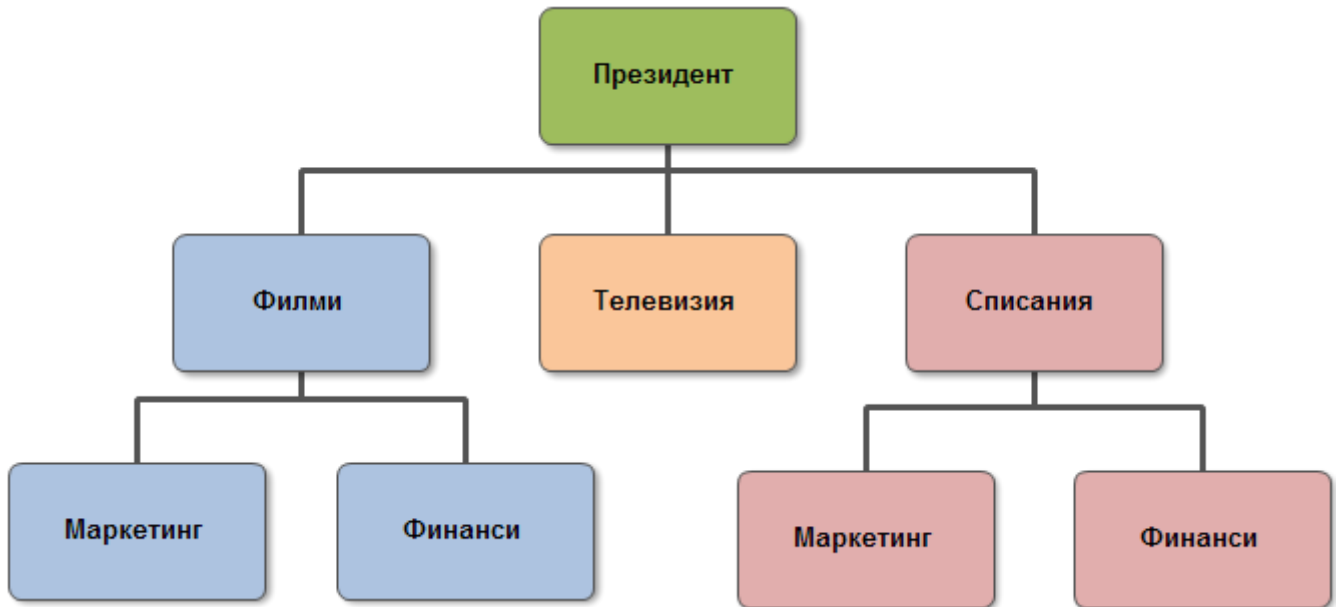 Президент
Филми
Телевизия
Списания
Маркетинг
Финанси
Маркетинг
Финанси